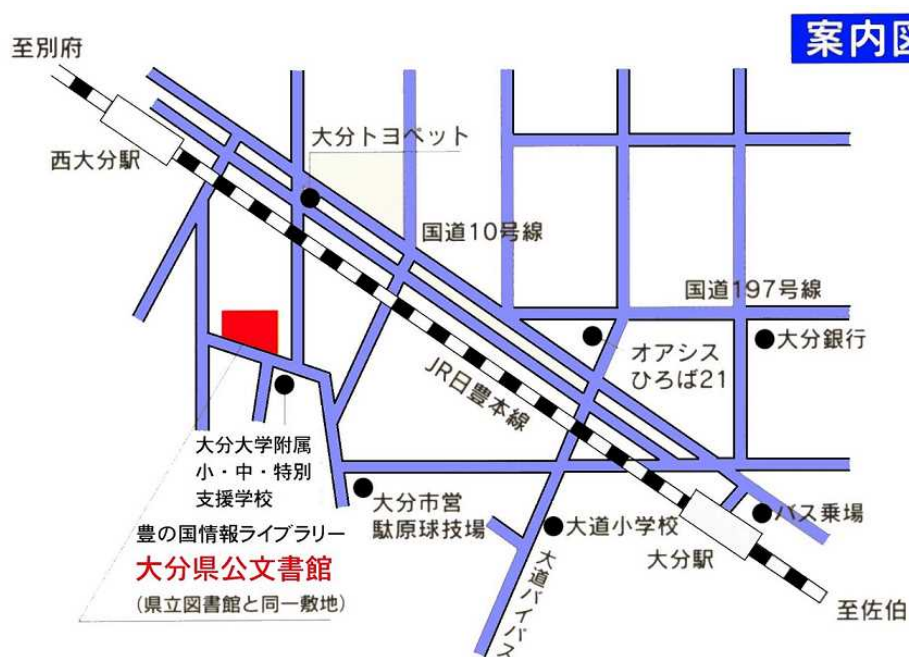 案内図
至別府
西大分駅
大分トヨペット
国道10号線
国道197号線
大分銀行
オアシス
ひろば21
JR日豊本線
大分大学附属
小・中・特別
支援学校
大分市営
駄原球技場
大道小学校
バス乗場
大分駅
大道バイパス
豊の国情報ライブラリー
大分県公文書館
(県立図書館と同一敷地)
至佐伯